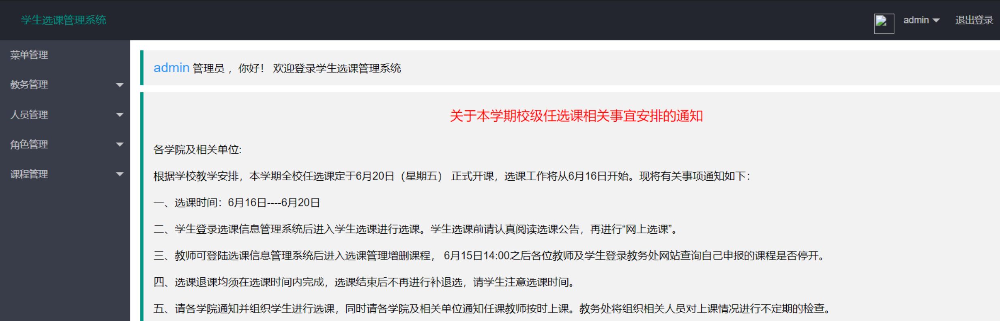 学生选课管理系统
admin
退出登录
菜单管理
教务管理
人员管理
角色管理
课程管理
admin 管理员 ，你好！ 欢迎登录学生选课管理系统
关于本学期校级任选课相关事宜安排的通知
各学院及相关单位:
根据学校教学安排，本学期全校任选课定于6月20日（星期五） 正式开课，选课工作将从6月16日开始。现将有关事项通知如下：
一、选课时间：6月16日----6月20日
二、学生登录选课信息管理系统后进入学生选课进行选课。学生选课前请认真阅读选课公告，再进行“网上选课”。
三、教师可登陆选课信息管理系统后进入选课管理增删课程， 6月15日14:00之后各位教师及学生登录教务处网站查询自己申报的课程是否停开。
四、选课退课均须在选课时间内完成，选课结束后不再进行补退选，请学生注意选课时间。
五、请各学院通知并组织学生进行选课，同时请各学院及相关单位通知任课教师按时上课。教务处将组织相关人员对上课情况进行不定期的检查。